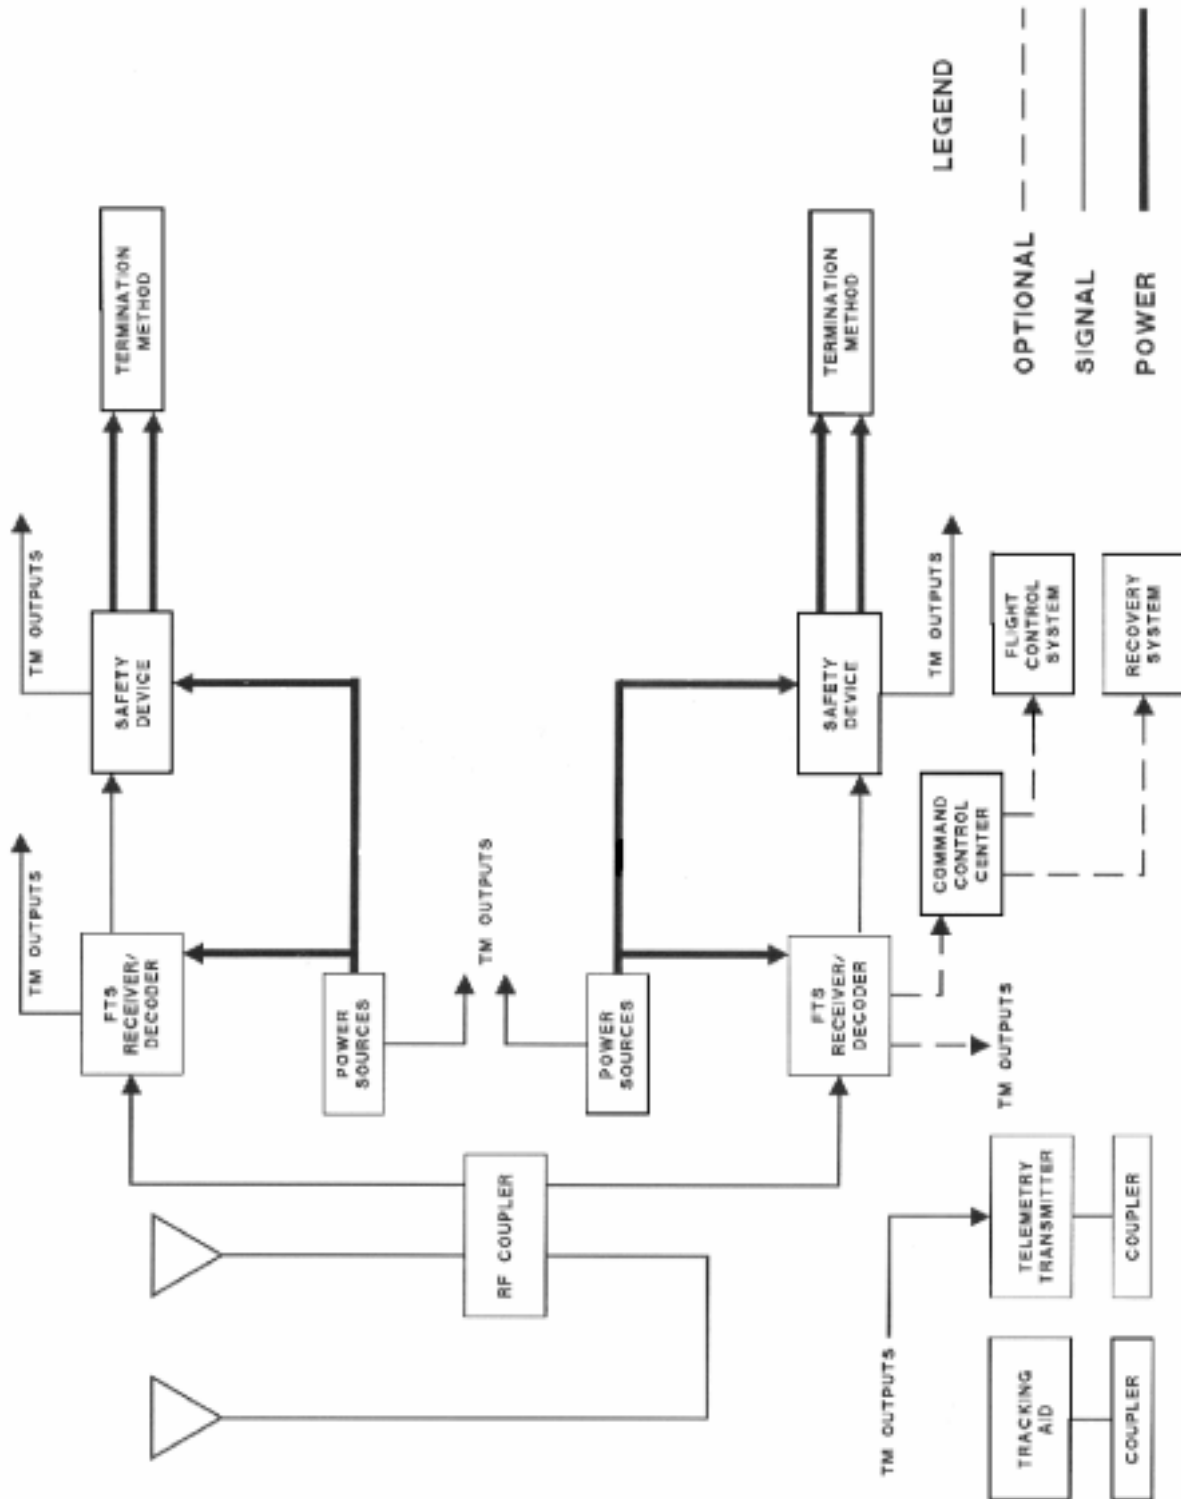 TM OUTPUTS
TM OUTPUTS
FTS
RECEIVER/
DECODER
SAFETY
DEVICE
TERMINATION
METHOD
POWER
SOURCES
TM OUTPUTS
RF COUPLER
POWER
SOURCES
FTS
RECEIVER/
DECODER
SAFETY
DEVICE
TERMINATION
METHOD
TM OUTPUTS
TM OUTPUTS
COMMAND
CONTROL
CENTER
FLIGHT
CONTROL
SYSTEM
RECOVERY
SYSTEM
TM OUTPUTS
TRACKING
AID
COUPLER
TELEMETRY
TRANSMITTER
COUPLER
LEGEND
OPTIONAL
SIGNAL
POWER